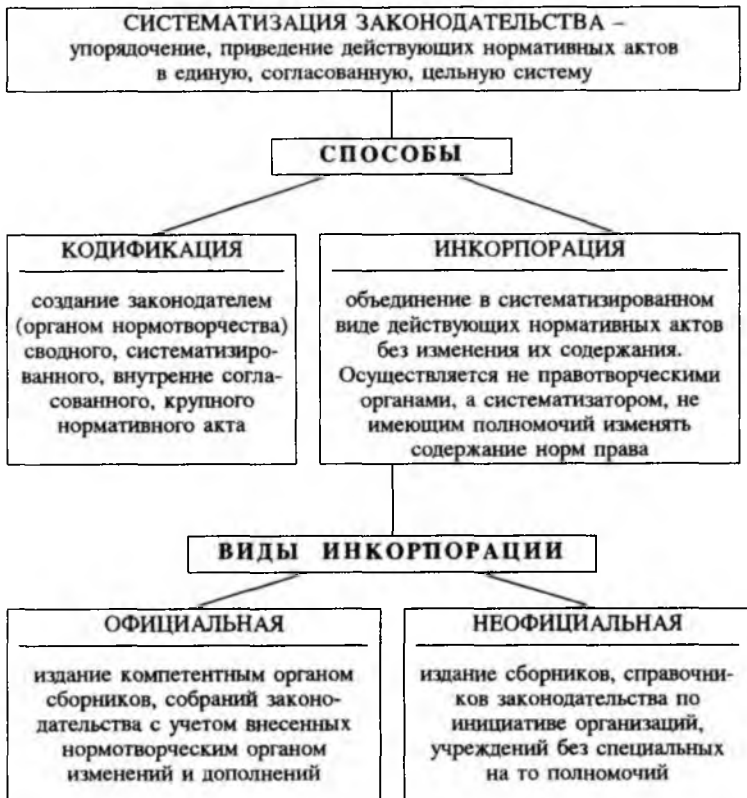 СИСТЕМАТИЗАЦИЯ ЗАКОНОДАТЕЛЬСТВА –
упорядочение, приведение действующих нормативных актов
в единую, согласованную, цельную систему
СПОСОБЫ
КОДИФИКАЦИЯ
создание законодателем
(органом нормотворчества)
сводного, систематизиро-
ванного, внутренне согла-
сованного, крупного
нормативного акта
ИНКОРПОРАЦИЯ
объединение в систематизированном
виде действующих нормативных актов
без изменения их содержания.
Осуществляется не правотворческими
органами, а систематизатором, не
имеющим полномочий изменять
содержание норм права
ВИДЫ ИНКОРПОРАЦИИ
ОФИЦИАЛЬНАЯ
издание компетентным органом
сборников, собраний законо-
дательства с учетом внесенных
нормотворческим органом
изменений и дополнений
НЕОФИЦИАЛЬНАЯ
издание сборников, справочни-
ков законодательства по
инициативе организаций,
учреждений без специальных
на то полномочий